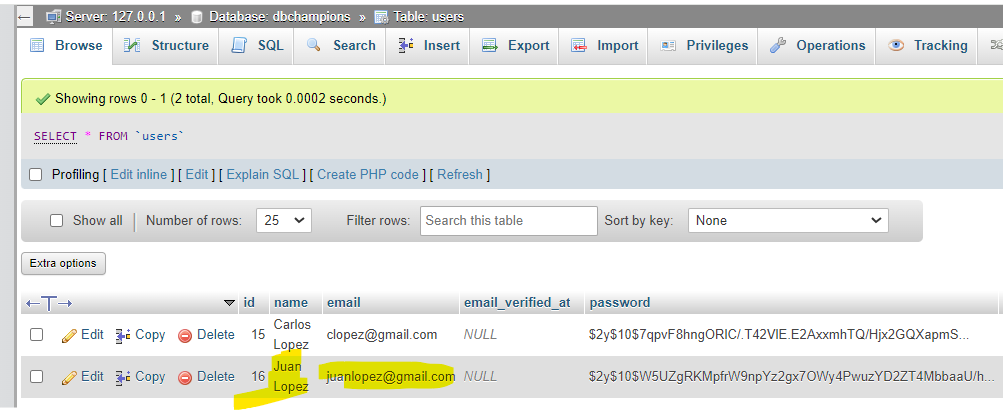 Server: 127.0.0.1 » Database: dbchampions » Table: users
Browse Structure SQL Search Insert Export Import Privileges Operations Tracking
Showing rows 0 - 1 (2 total, Query took 0.0002 seconds.)
SELECT * FROM `users`
Profiling [ Edit inline ] [ Edit ] [ Explain SQL ] [ Create PHP code ] [ Refresh ]
Show all Number of rows: 25 Filter rows: Search this table Sort by key: None
Extra options
←T→ id name email email_verified_at password
Edit Copy Delete 15 Carlos Lopez clopez@gmail.com NULL $2y$10$7qpvF8hngORIC/.T42VlE.E2AxxmhTQ/Hjx2GQXapmS...
Edit Copy Delete 16 Juan Lopez juanlopez@gmail.com NULL $2y$10$W5UZgRKMpfrW9npYz2gx7OWy4PwuzYD2ZT4MbbaaU/h...